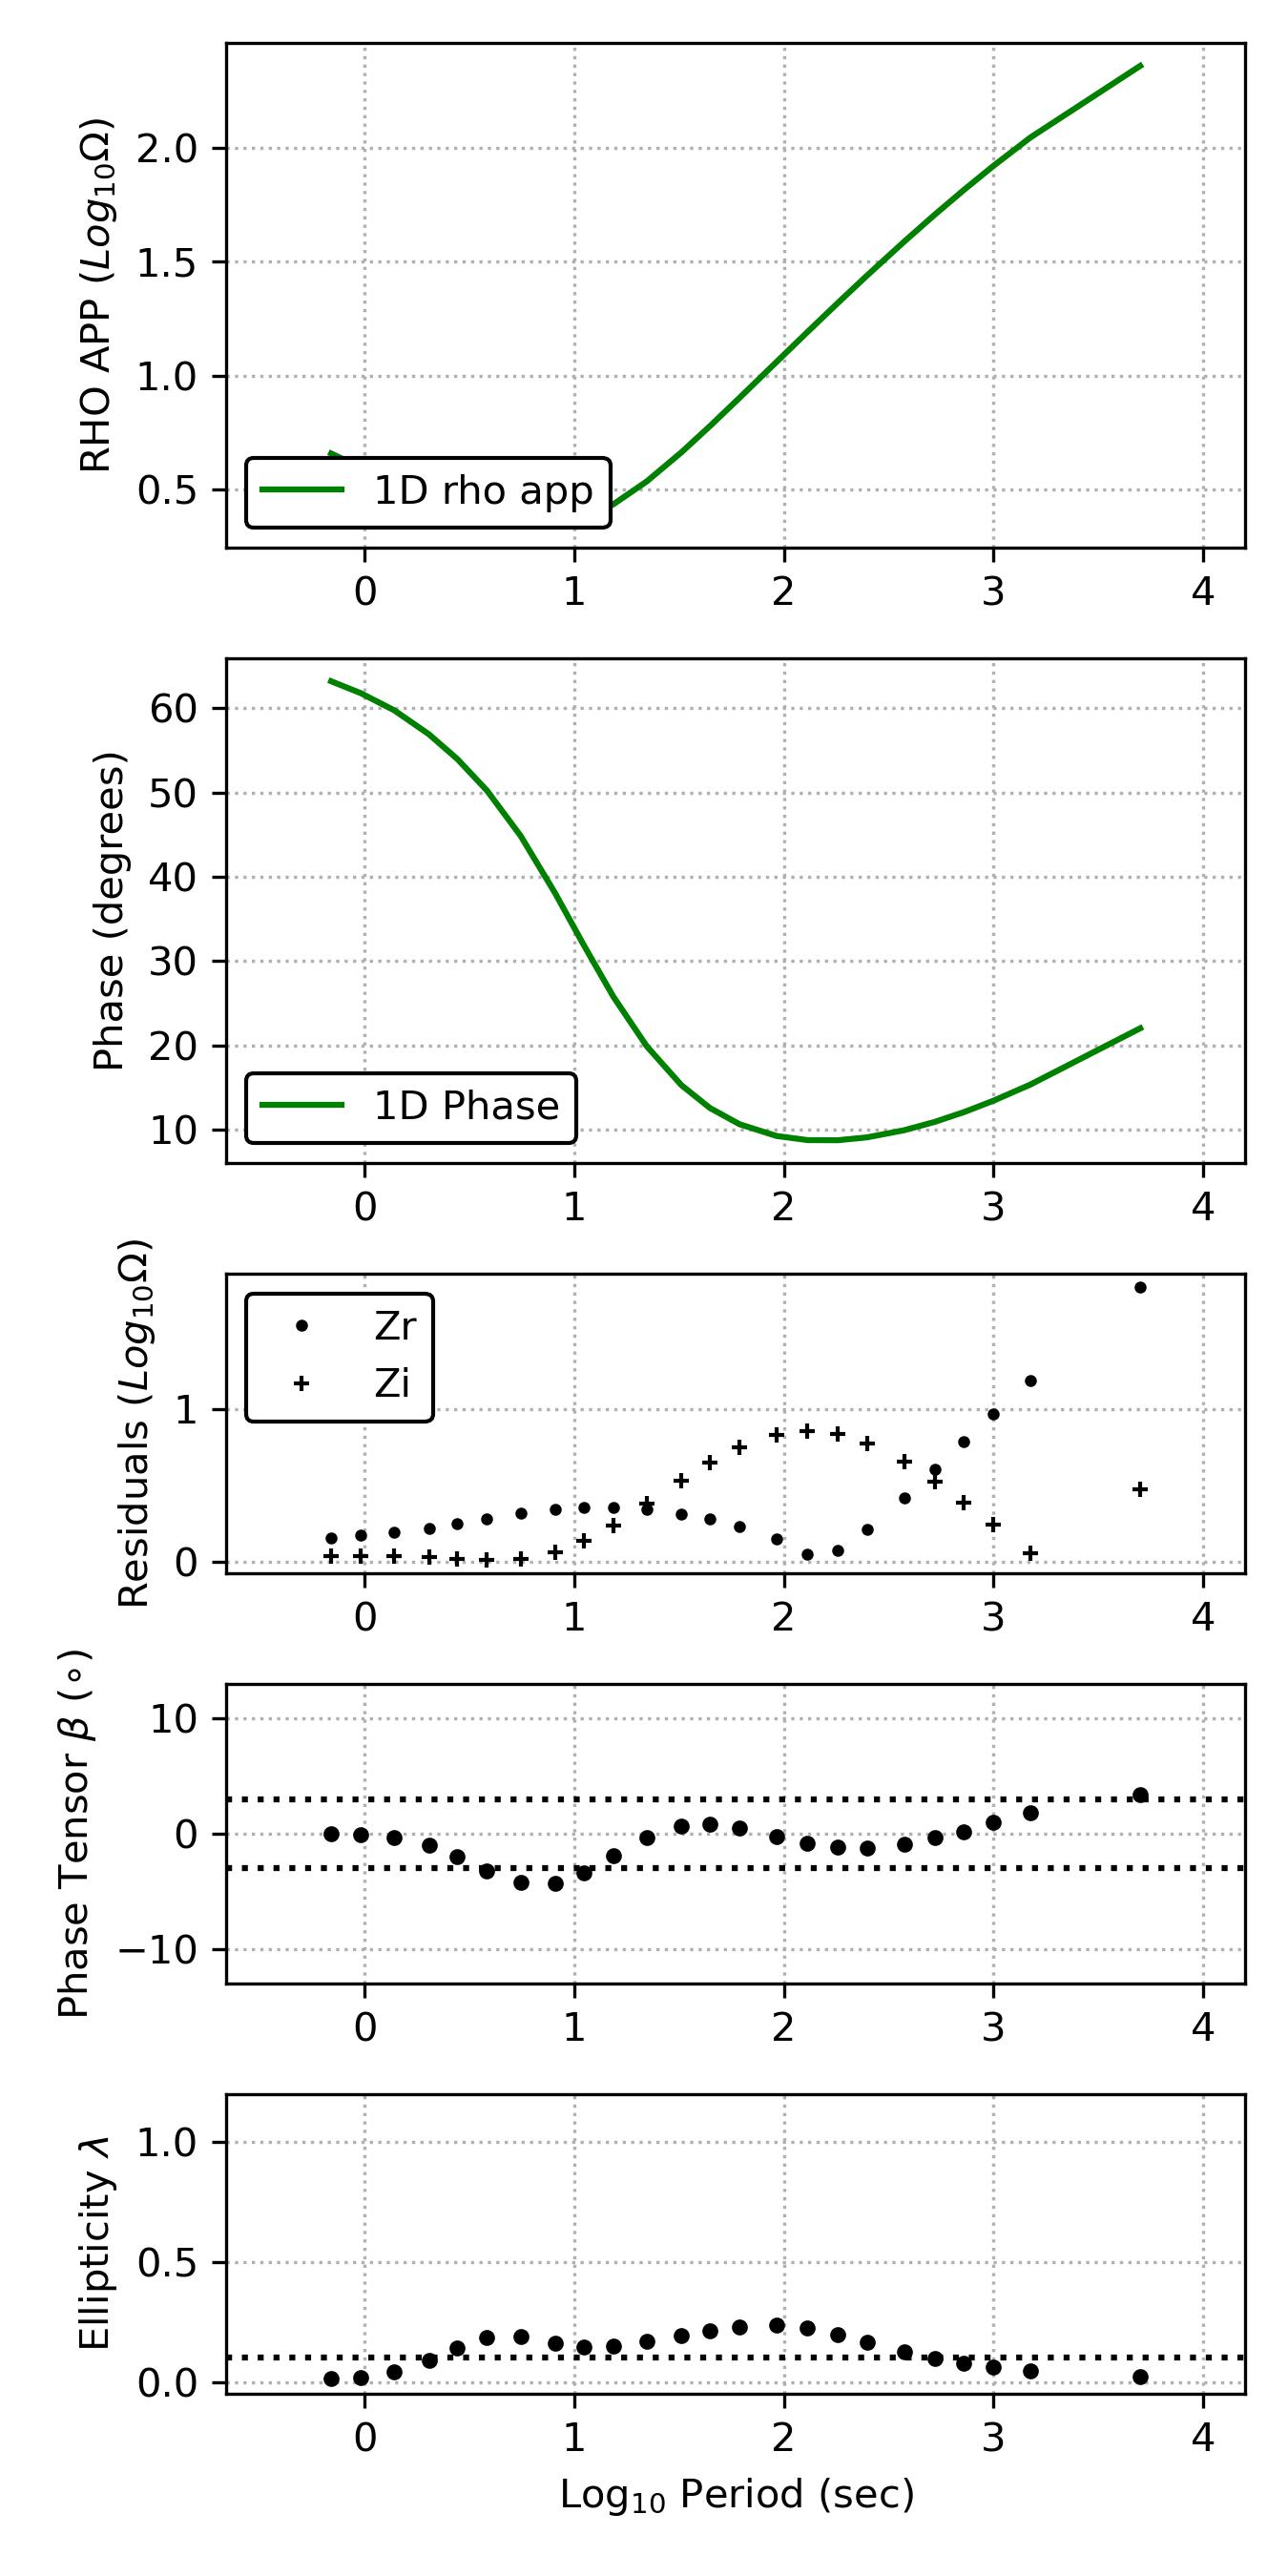 RHO APP (Log₁₀Ω)
2.0
1.5
1.0
0.5
1D rho app
0 1 2 3 4
Phase (degrees)
60
50
40
30
20
10
1D Phase
0 1 2 3 4
Residuals (Log₁₀Ω)
1
0
Zr
Zi
0 1 2 3 4
Phase Tensor β (∘)
10
0
−10
0 1 2 3 4
Ellipticity λ
1.0
0.5
0.0
0 1 2 3 4
Log₁₀ Period (sec)